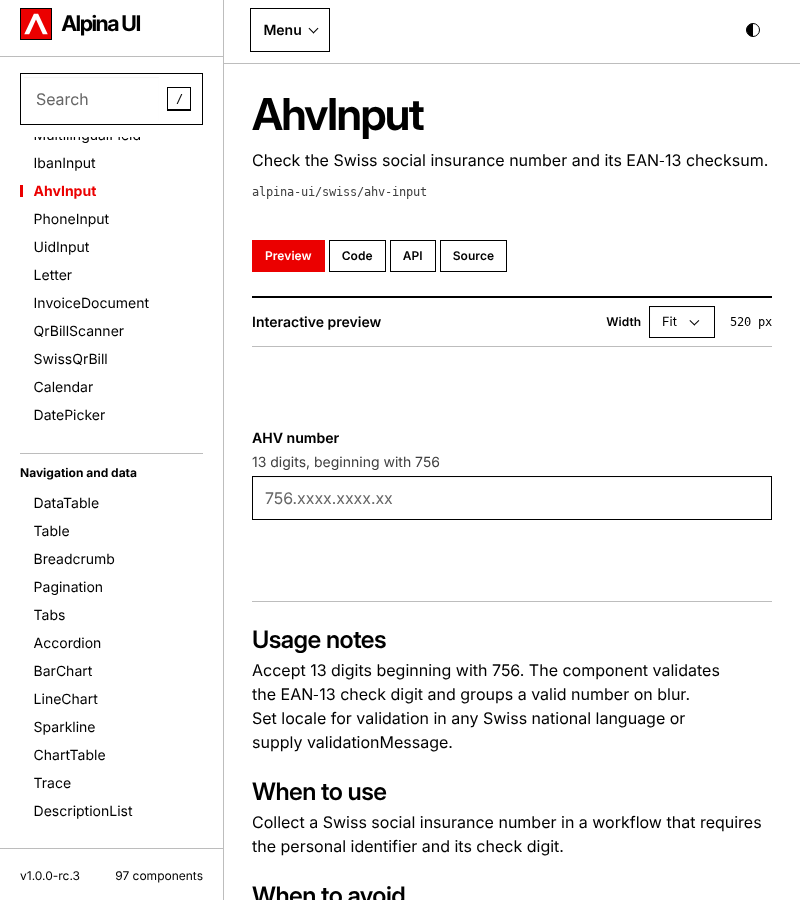 Alpina UI
Menu
Search
/
IbanInput
AhvInput
PhoneInput
UidInput
Letter
InvoiceDocument
QrBillScanner
SwissQrBill
Calendar
DatePicker
Navigation and data
DataTable
Table
Breadcrumb
Pagination
Tabs
Accordion
BarChart
LineChart
Sparkline
ChartTable
Trace
DescriptionList
v1.0.0-rc.3 97 components
AhvInput
Check the Swiss social insurance number and its EAN-13 checksum.
alpina-ui/swiss/ahv-input
Preview Code API Source
Interactive preview Width Fit 520 px
AHV number
13 digits, beginning with 756
756.xxxx.xxxx.xx
Usage notes
Accept 13 digits beginning with 756. The component validates
the EAN-13 check digit and groups a valid number on blur.
Set locale for validation in any Swiss national language or
supply validationMessage.
When to use
Collect a Swiss social insurance number in a workflow that requires
the personal identifier and its check digit.
When to avoid